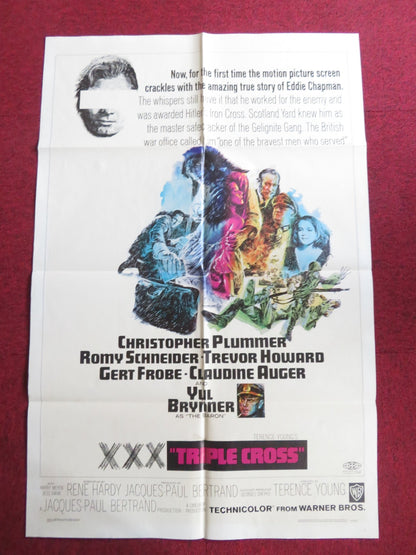 Now, for the first time the motion picture screen
crackles with the amazing true story of Eddie Chapman.
The whispers still have it that he worked for the enemy and
was awarded Hitler's Iron Cross. Scotland Yard knew him as
the master safecracker of the Gelignite Gang. The British
war office called him "one of the bravest men who served"
CHRISTOPHER PLUMMER
ROMY SCHNEIDER · TREVOR HOWARD
GERT FROBE · CLAUDINE AUGER
AND
YUL
BRYNNER
AS "THE BARON"
TERENCE YOUNG'S
XXX "TRIPLE CROSS"
RENE HARDY JACQUES-PAUL BERTRAND TERENCE YOUNG
JACQUES-PAUL BERTRAND PRODUCTION TECHNICOLOR® FROM WARNER BROS.